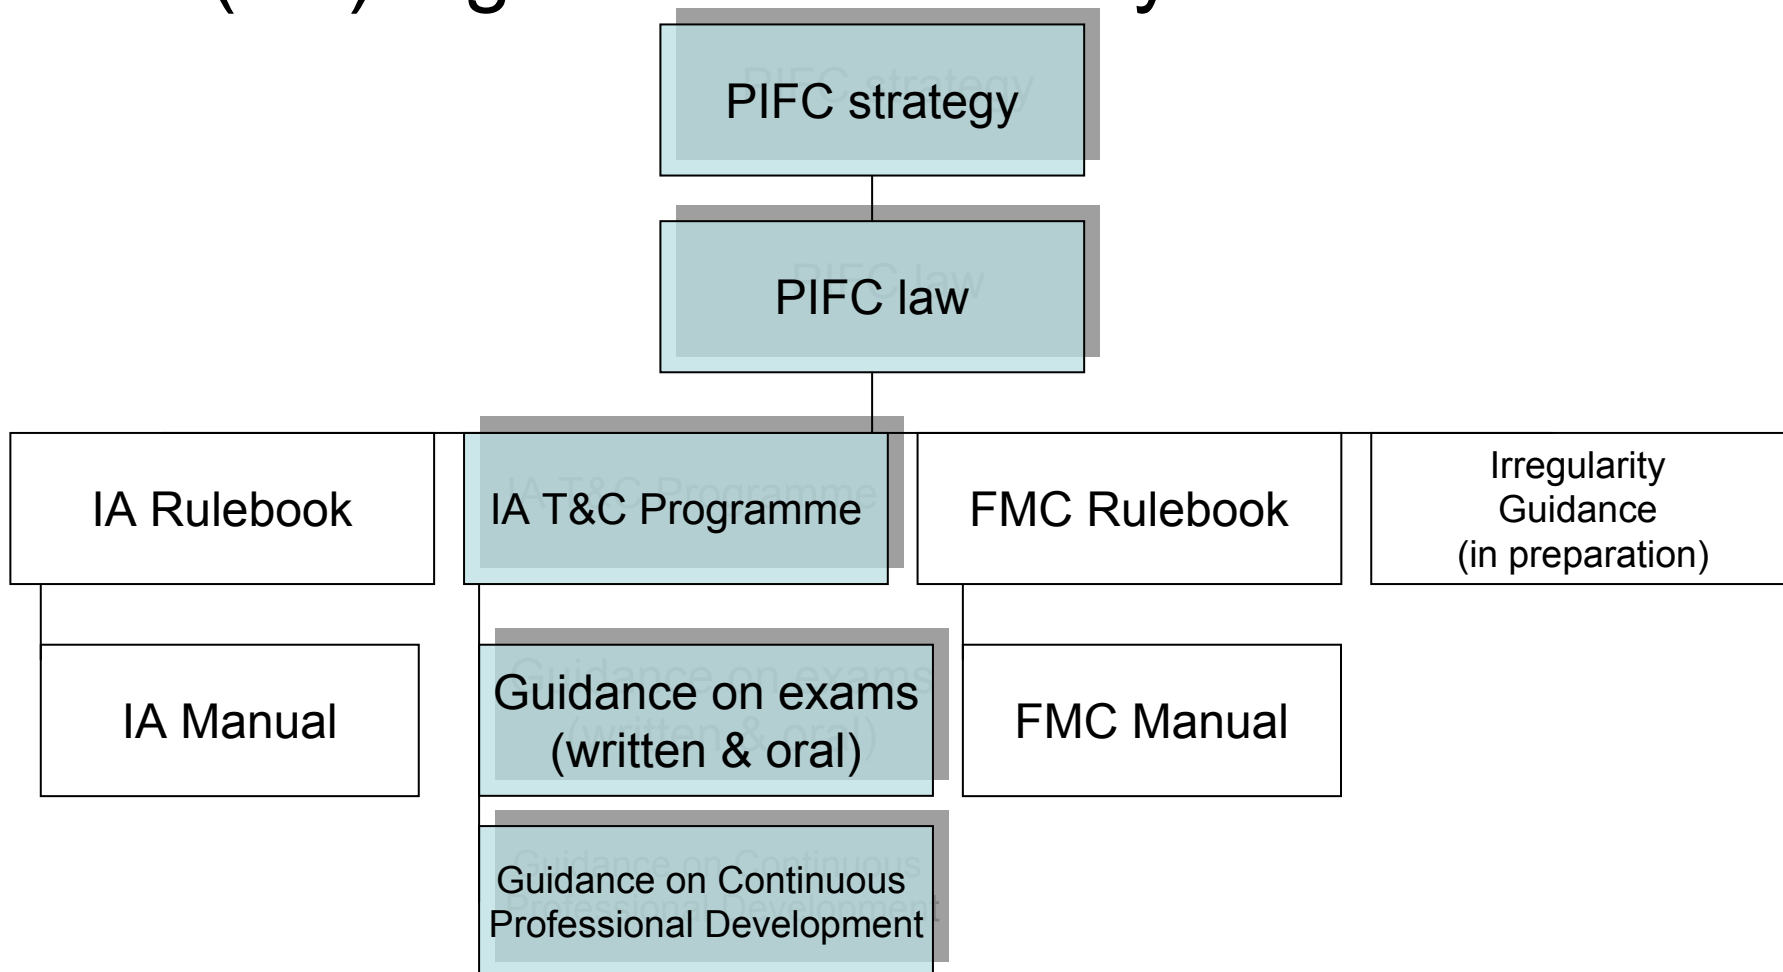 PIFC strategy
PIFC law
IA Rulebook
IA T&C Programme
FMC Rulebook
Irregularity
Guidance
(in preparation)
IA Manual
Guidance on exams
(written & oral)
FMC Manual
Guidance on Continuous
Professional Development